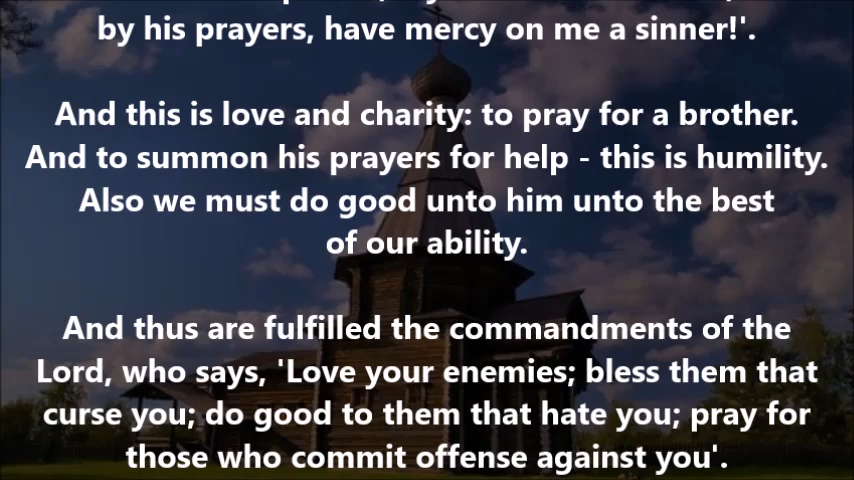 by his prayers, have mercy on me a sinner!'.
And this is love and charity: to pray for a brother.
And to summon his prayers for help - this is humility.
Also we must do good unto him unto the best
of our ability.
And thus are fulfilled the commandments of the
Lord, who says, 'Love your enemies; bless them that
curse you; do good to them that hate you; pray for
those who commit offense against you'.